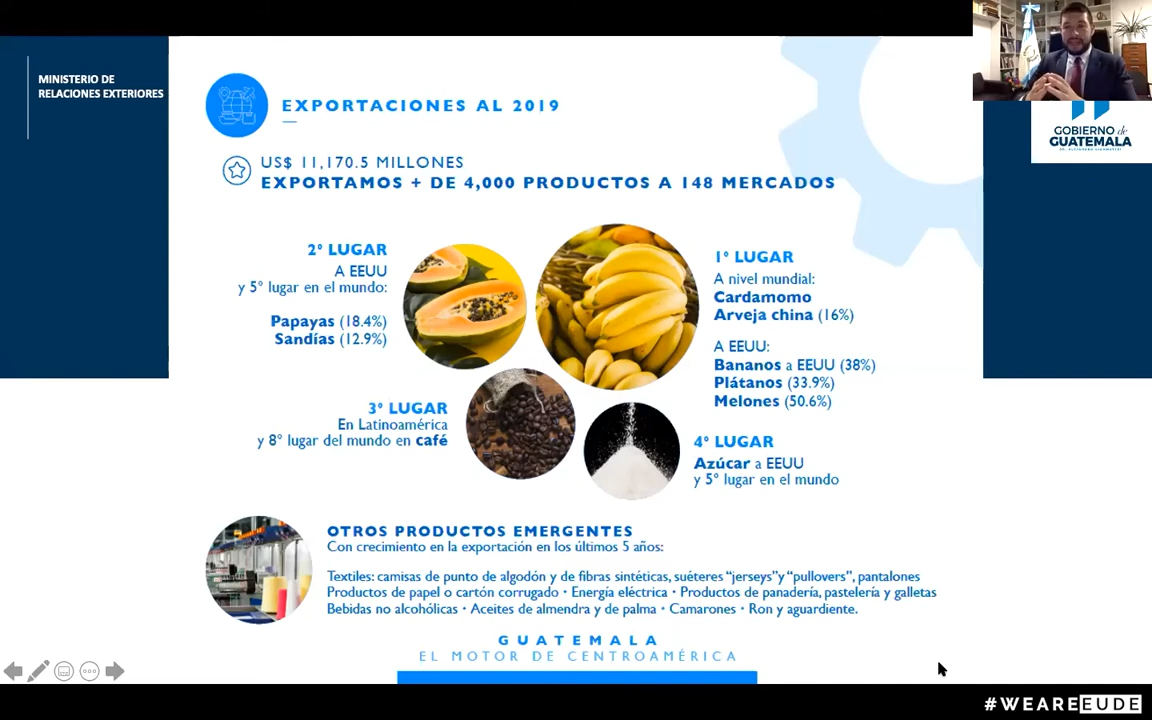 MINISTERIO DE
RELACIONES EXTERIORES
EXPORTACIONES AL 2019
US$ 11,170.5 MILLONES
EXPORTAMOS + DE 4,000 PRODUCTOS A 148 MERCADOS
GOBIERNO de
GUATEMALA
2° LUGAR
A EEUU
y 5° lugar en el mundo:
Papayas (18.4%)
Sandías (12.9%)
1° LUGAR
A nivel mundial:
Cardamomo
Arveja china (16%)
A EEUU:
Bananos a EEUU (38%)
Plátanos (33.9%)
Melones (50.6%)
3° LUGAR
En Latinoamérica
y 8° lugar del mundo en café
4° LUGAR
Azúcar a EEUU
y 5° lugar en el mundo
OTROS PRODUCTOS EMERGENTES
Con crecimiento en la exportación en los últimos 5 años:
Textiles: camisas de punto de algodón y de fibras sintéticas, suéteres “jerseys”y “pullovers”, pantalones
Productos de papel o cartón corrugado • Energía eléctrica • Productos de panadería, pastelería y galletas
Bebidas no alcohólicas • Aceites de almendra y de palma • Camarones • Ron y aguardiente.
GUATEMALA
EL MOTOR DE CENTROAMÉRICA
#WEAREEUDE